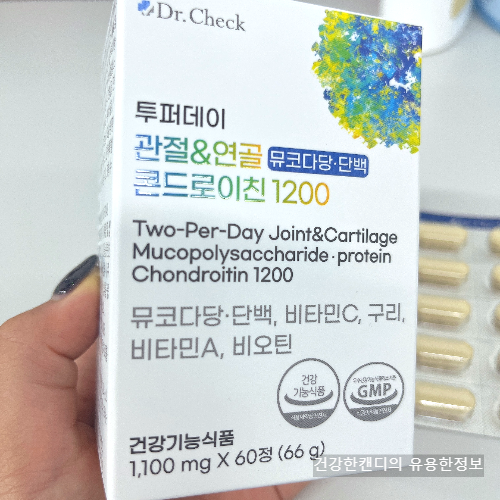 Dr. Check
투퍼데이
관절&연골 뮤코다당·단백
콘드로이친 1200
Two-Per-Day Joint&Cartilage
Mucopolysaccharide·protein
Chondroitin 1200
뮤코다당·단백, 비타민C, 구리,
비타민A, 비오틴
건강
기능식품
GMP
건강기능식품
1,100 mg X 60정 (66 g)
건강한캔디의 유용한정보
Dr.Check